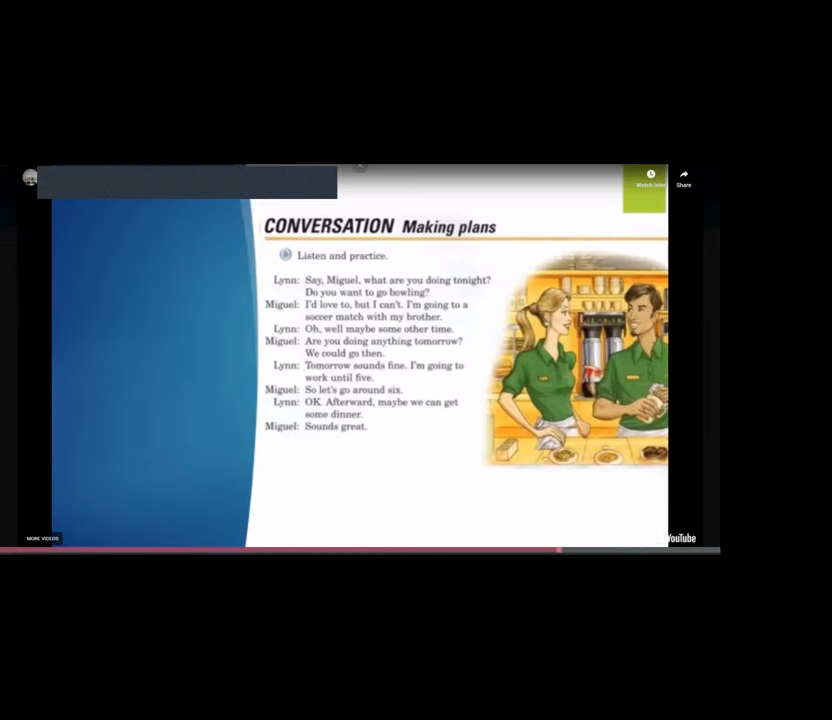 Watch later
Share
CONVERSATION Making plans
Listen and practice.
Lynn: Say, Miguel, what are you doing tonight?
Do you want to go bowling?
Miguel: I'd love to, but I can't. I'm going to a
soccer match with my brother.
Lynn: Oh, well maybe some other time.
Miguel: Are you doing anything tomorrow?
We could go then.
Lynn: Tomorrow sounds fine. I'm going to
work until five.
Miguel: So let's go around six.
Lynn: OK. Afterward, maybe we can get
some dinner.
Miguel: Sounds great.
MORE VIDEOS
YouTube